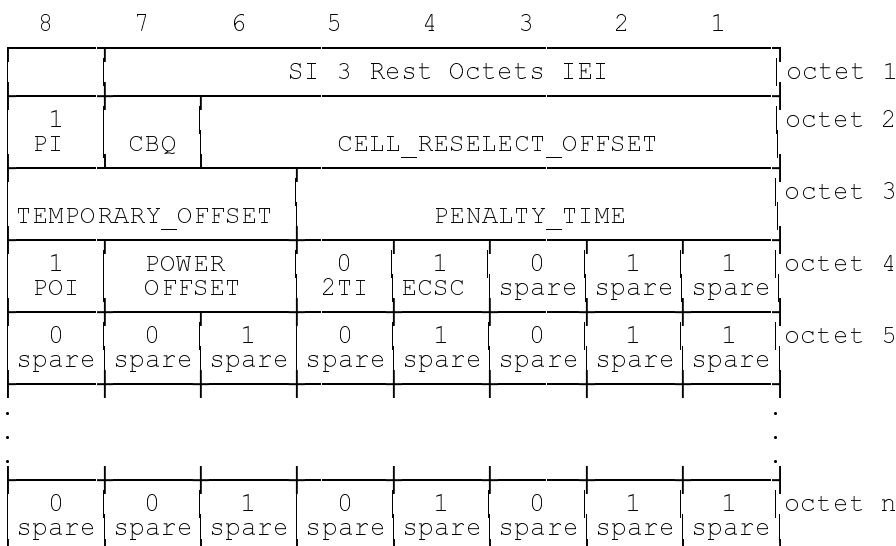 8 7 6 5 4 3 2 1
SI 3 Rest Octets IEI octet 1
1 octet 2
PI CBQ CELL_RESELECT_OFFSET
octet 3
TEMPORARY_OFFSET PENALTY_TIME
1 POWER 0 1 0 1 1 octet 4
POI OFFSET 2TI ECSC spare spare spare
0 0 1 0 1 0 1 1 octet 5
spare spare spare spare spare spare spare spare
.
.
.
0 0 1 0 1 0 1 1 octet n
spare spare spare spare spare spare spare spare